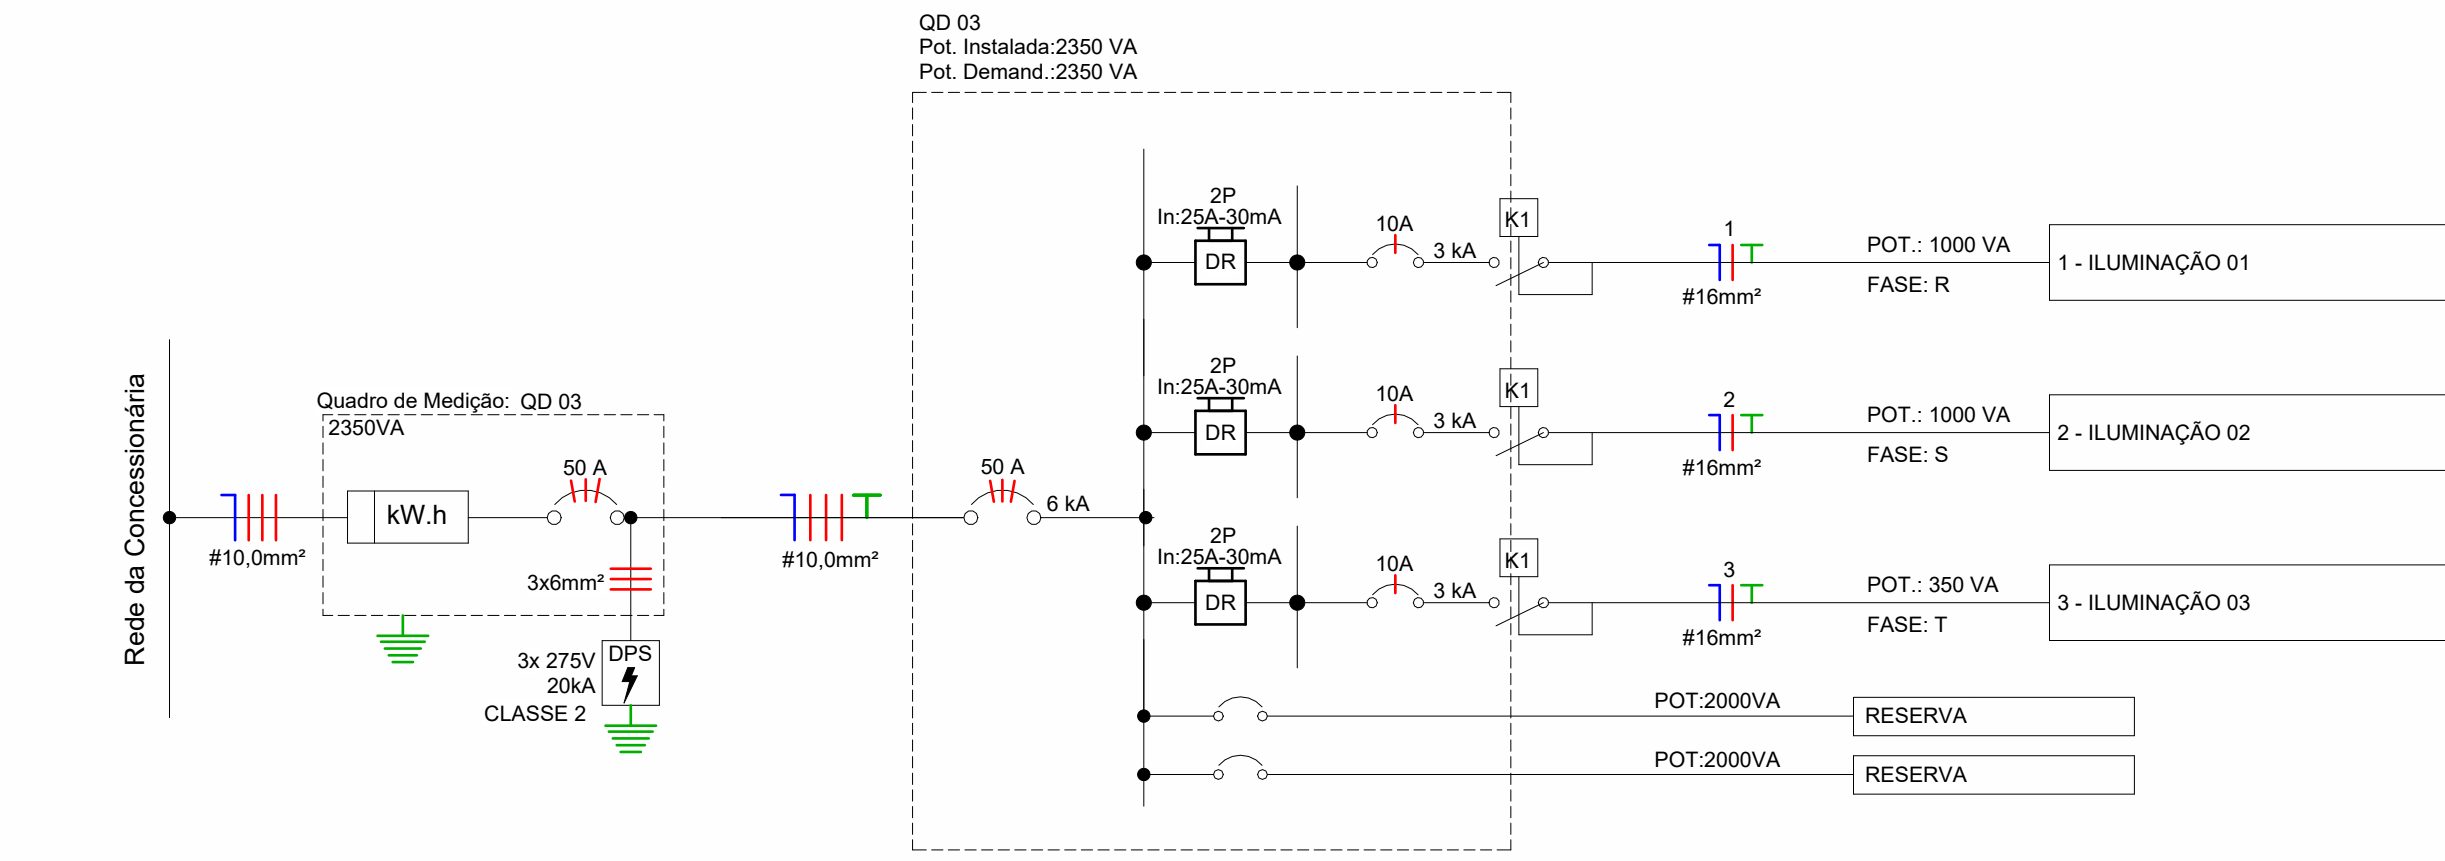 QD 03
Pot. Instalada:2350 VA
Pot. Demand.:2350 VA
Rede da Concessionária
#10,0mm²
Quadro de Medição: QD 03
2350VA
kW.h
50 A
3x6mm²
3x 275V
20kA
CLASSE 2
DPS
#10,0mm²
50 A
6 kA
2P
In:25A-30mA
DR
10A
3 kA
K1
1
#16mm²
POT.: 1000 VA
FASE: R
1 - ILUMINAÇÃO 01
2P
In:25A-30mA
DR
10A
3 kA
K1
2
#16mm²
POT.: 1000 VA
FASE: S
2 - ILUMINAÇÃO 02
2P
In:25A-30mA
DR
10A
3 kA
K1
3
#16mm²
POT.: 350 VA
FASE: T
3 - ILUMINAÇÃO 03
POT:2000VA
RESERVA
POT:2000VA
RESERVA